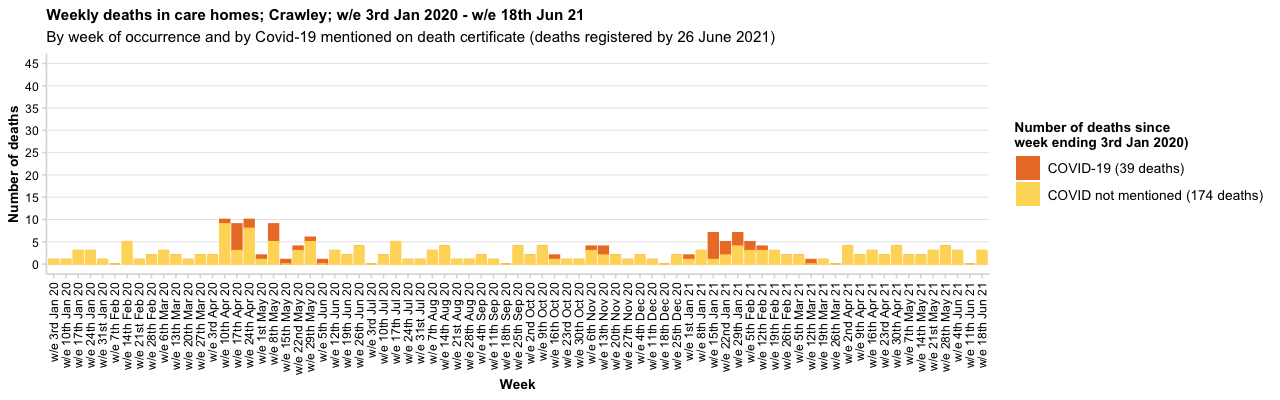 Weekly deaths in care homes; Crawley; w/e 3rd Jan 2020 - w/e 18th Jun 21
By week of occurrence and by Covid-19 mentioned on death certificate (deaths registered by 26 June 2021)
Number of deaths
45
40
35
30
25
20
15
10
5
0
w/e 3rd Jan 20
w/e 10th Jan 20
w/e 17th Jan 20
w/e 24th Jan 20
w/e 31st Jan 20
w/e 7th Feb 20
w/e 14th Feb 20
w/e 21st Feb 20
w/e 28th Feb 20
w/e 6th Mar 20
w/e 13th Mar 20
w/e 20th Mar 20
w/e 27th Mar 20
w/e 3rd Apr 20
w/e 10th Apr 20
w/e 17th Apr 20
w/e 24th Apr 20
w/e 1st May 20
w/e 8th May 20
w/e 15th May 20
w/e 22nd May 20
w/e 29th May 20
w/e 5th Jun 20
w/e 12th Jun 20
w/e 19th Jun 20
w/e 26th Jun 20
w/e 3rd Jul 20
w/e 10th Jul 20
w/e 17th Jul 20
w/e 24th Jul 20
w/e 31st Jul 20
w/e 7th Aug 20
w/e 14th Aug 20
w/e 21st Aug 20
w/e 28th Aug 20
w/e 4th Sep 20
w/e 11th Sep 20
w/e 18th Sep 20
w/e 25th Sep 20
w/e 2nd Oct 20
w/e 9th Oct 20
w/e 16th Oct 20
w/e 23rd Oct 20
w/e 30th Oct 20
w/e 6th Nov 20
w/e 13th Nov 20
w/e 20th Nov 20
w/e 27th Nov 20
w/e 4th Dec 20
w/e 11th Dec 20
w/e 18th Dec 20
w/e 25th Dec 20
w/e 1st Jan 21
w/e 8th Jan 21
w/e 15th Jan 21
w/e 22nd Jan 21
w/e 29th Jan 21
w/e 5th Feb 21
w/e 12th Feb 21
w/e 19th Feb 21
w/e 26th Feb 21
w/e 5th Mar 21
w/e 12th Mar 21
w/e 19th Mar 21
w/e 26th Mar 21
w/e 2nd Apr 21
w/e 9th Apr 21
w/e 16th Apr 21
w/e 23rd Apr 21
w/e 30th Apr 21
w/e 7th May 21
w/e 14th May 21
w/e 21st May 21
w/e 28th May 21
w/e 4th Jun 21
w/e 11th Jun 21
w/e 18th Jun 21
Week
Number of deaths since
week ending 3rd Jan 2020)
COVID-19 (39 deaths)
COVID not mentioned (174 deaths)